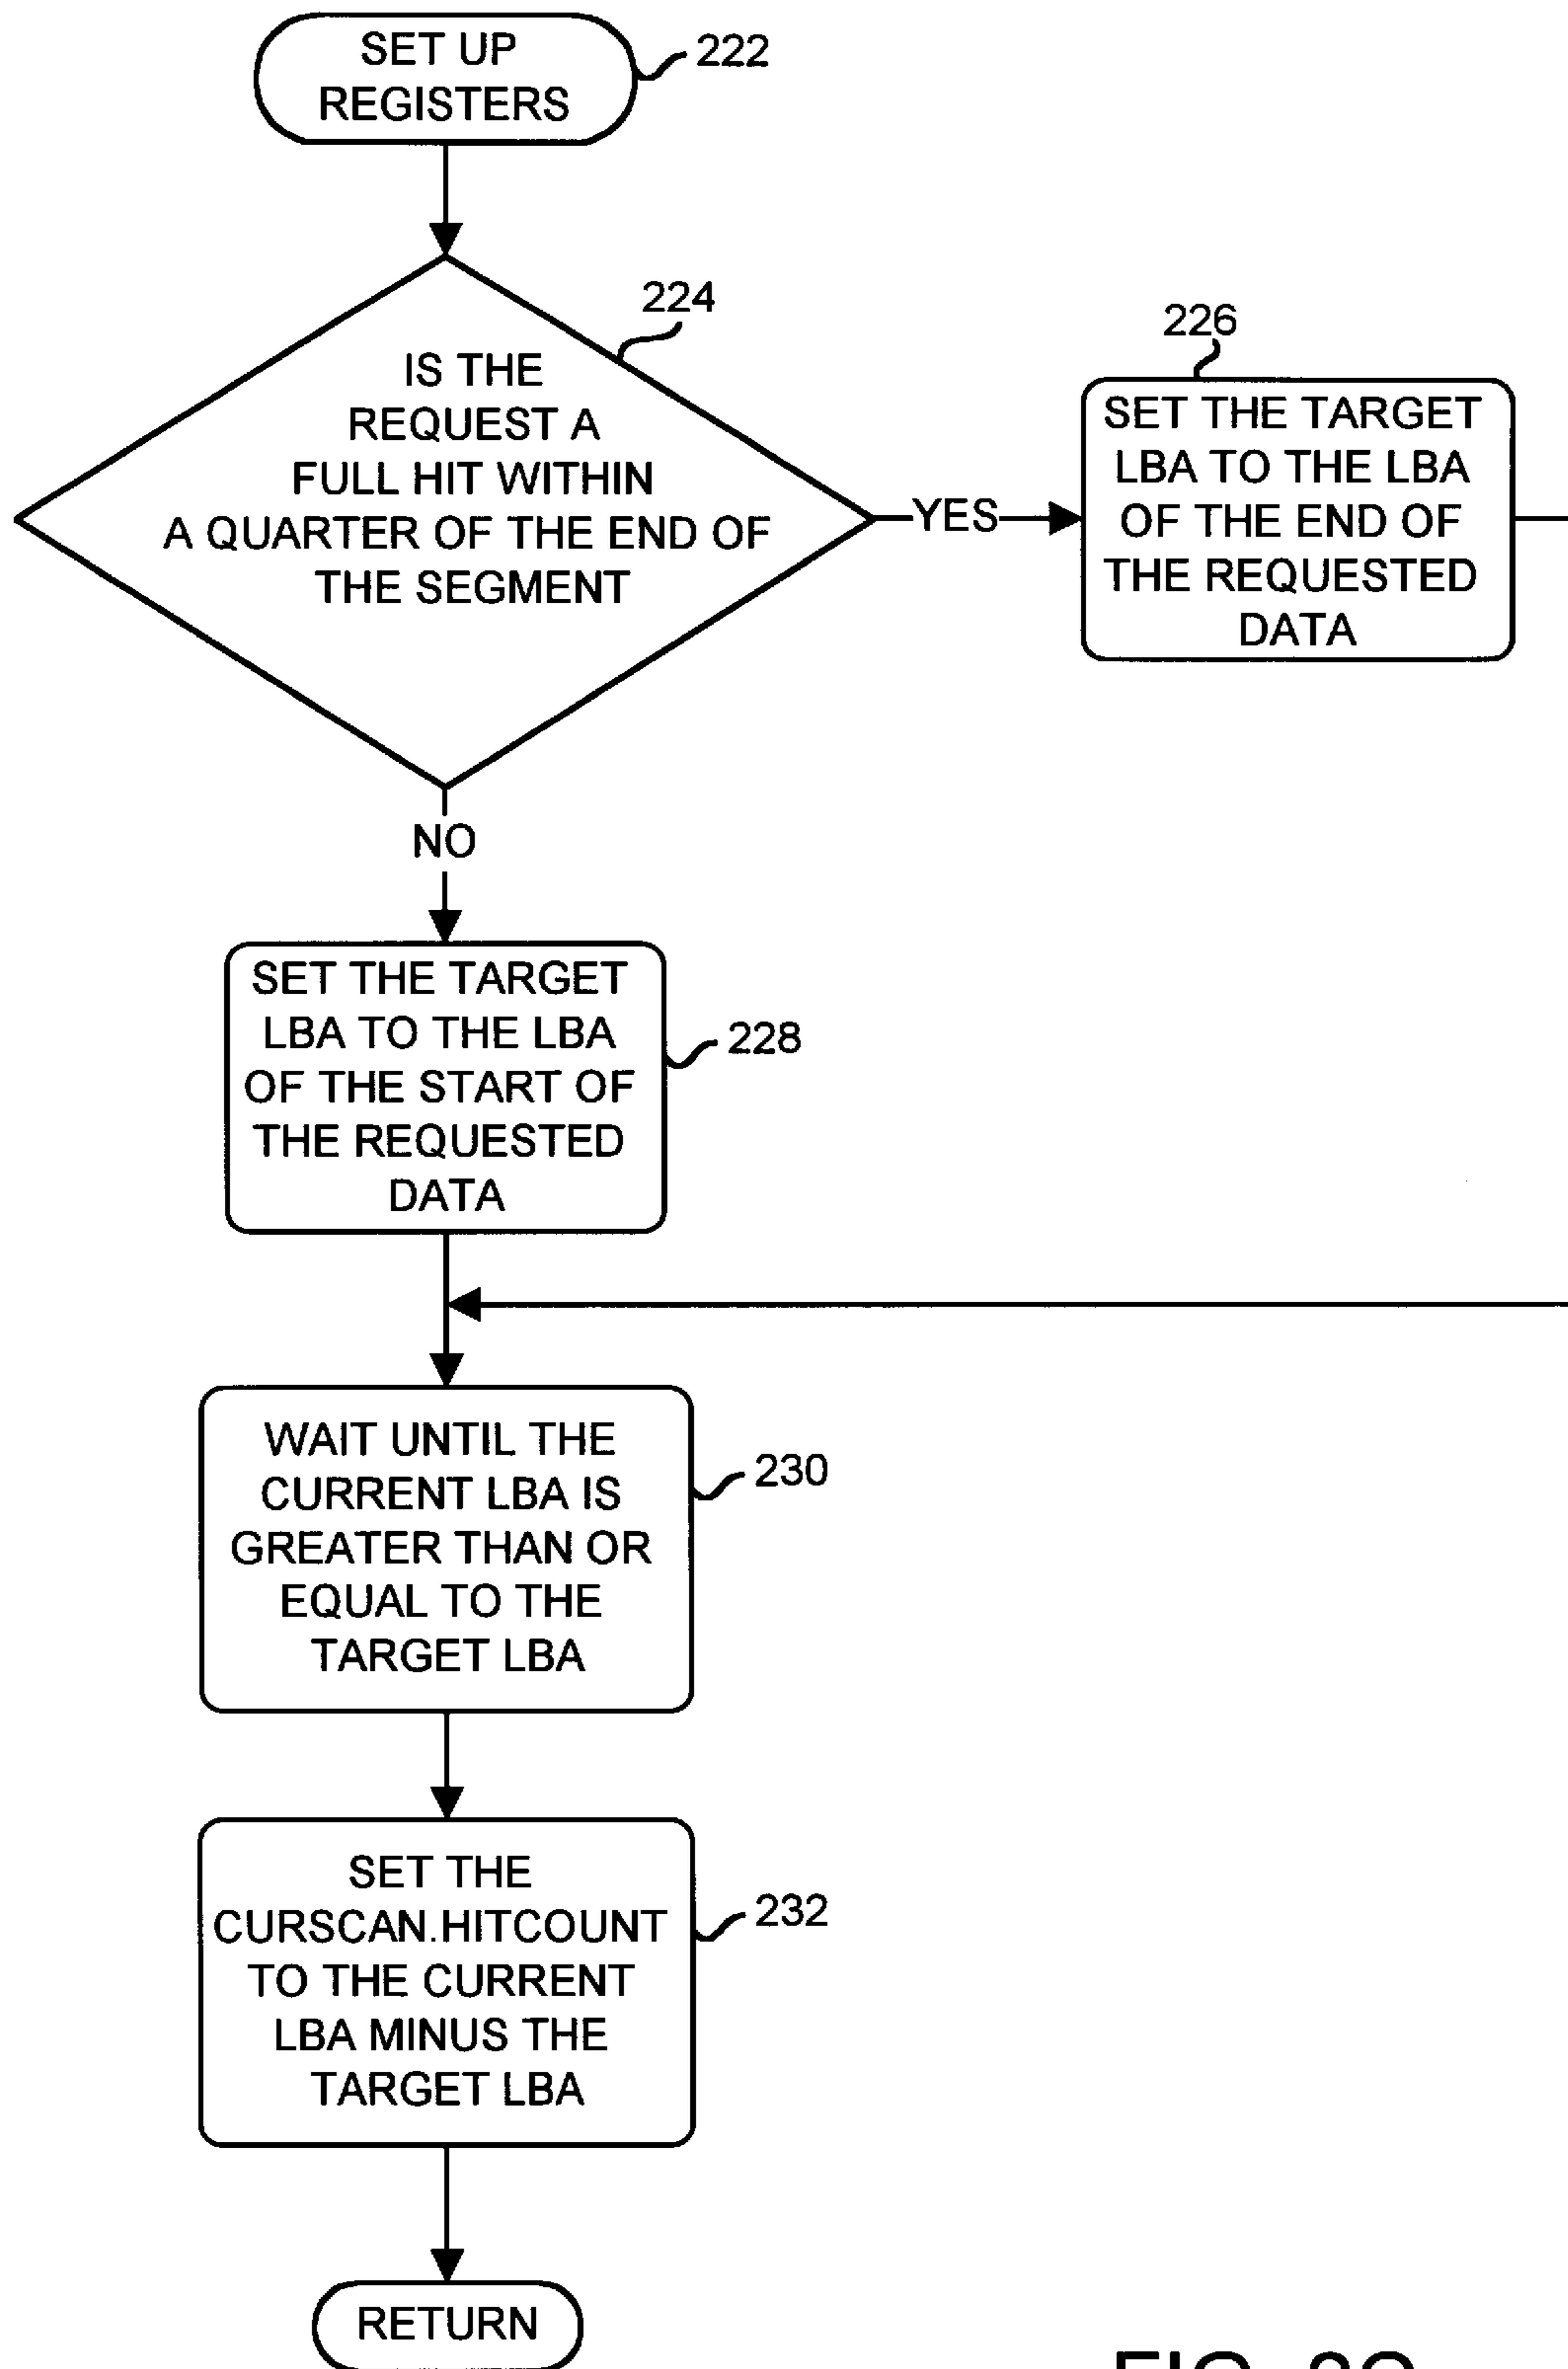 SET UP
REGISTERS
222
224
IS THE
REQUEST A
FULL HIT WITHIN
A QUARTER OF THE END OF
THE SEGMENT
YES
226
SET THE TARGET
LBA TO THE LBA
OF THE END OF
THE REQUESTED
DATA
NO
SET THE TARGET
LBA TO THE LBA
OF THE START OF
THE REQUESTED
DATA
228
WAIT UNTIL THE
CURRENT LBA IS
GREATER THAN OR
EQUAL TO THE
TARGET LBA
230
SET THE
CURSCAN.HITCOUNT
TO THE CURRENT
LBA MINUS THE
TARGET LBA
232
RETURN
FIG.